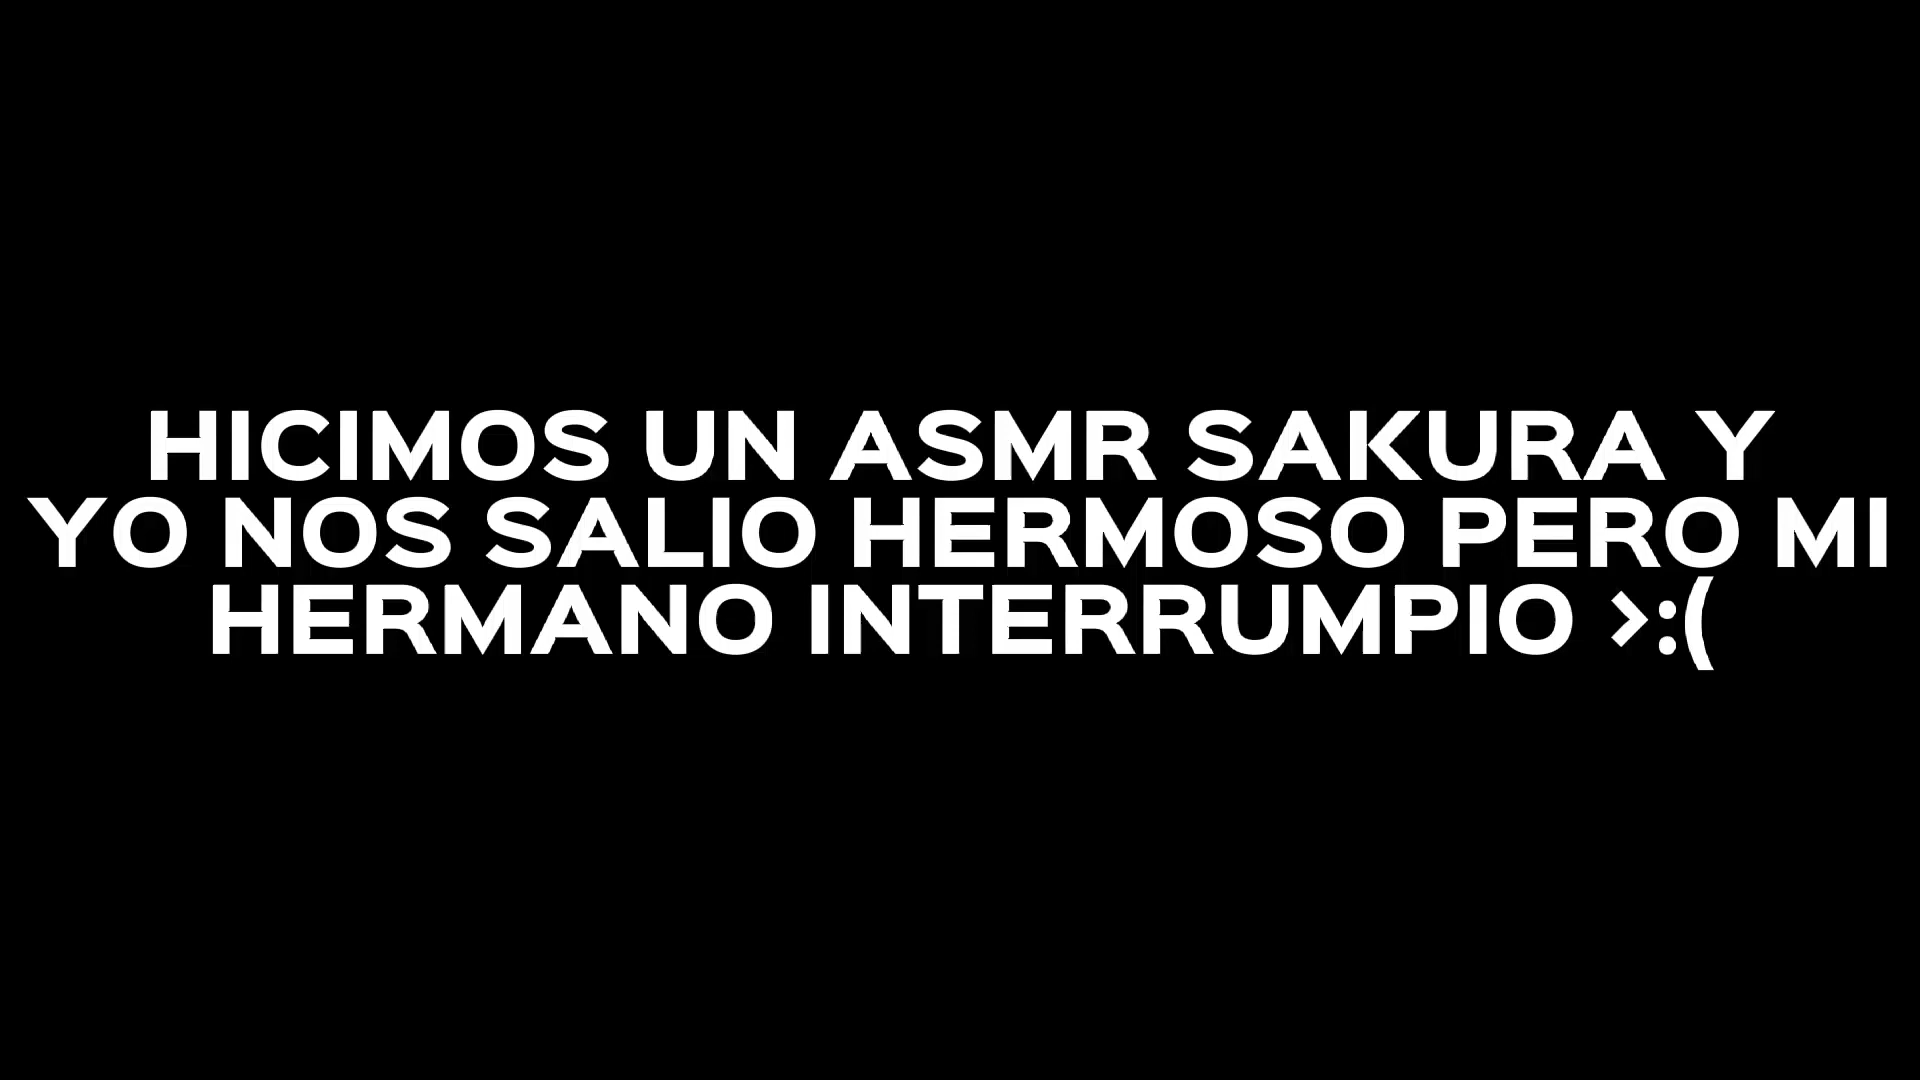 HICIMOS UN ASMR SAKURA Y
YO NOS SALIO HERMOSO PERO MI
HERMANO INTERRUMPIO >:(